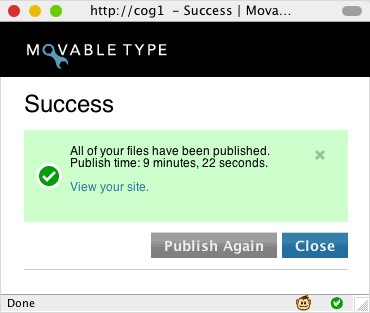 http://cog1 - Success | Mova...
MOVABLE TYPE
Success
All of your files have been published.
Publish time: 9 minutes, 22 seconds.
View your site.
Publish Again Close
Done